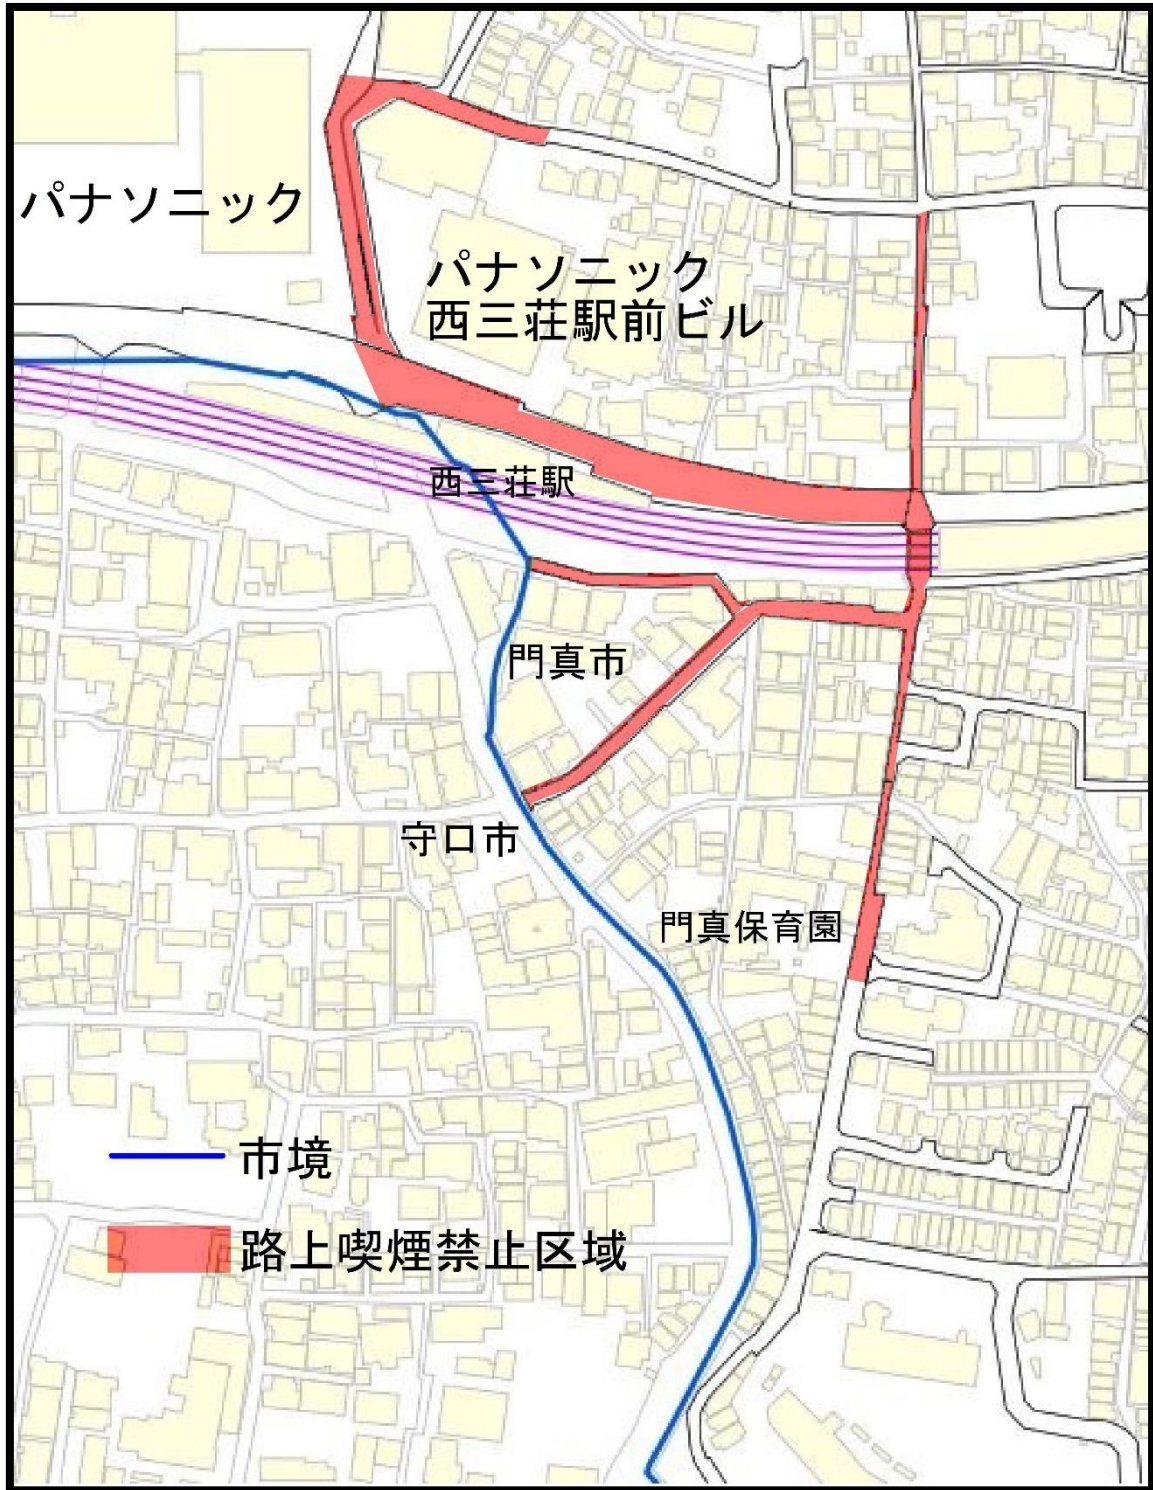 パナソニック
パナソニック
西三荘駅前ビル
西三荘駅
門真市
守口市
門真保育園
市境
路上喫煙禁止区域